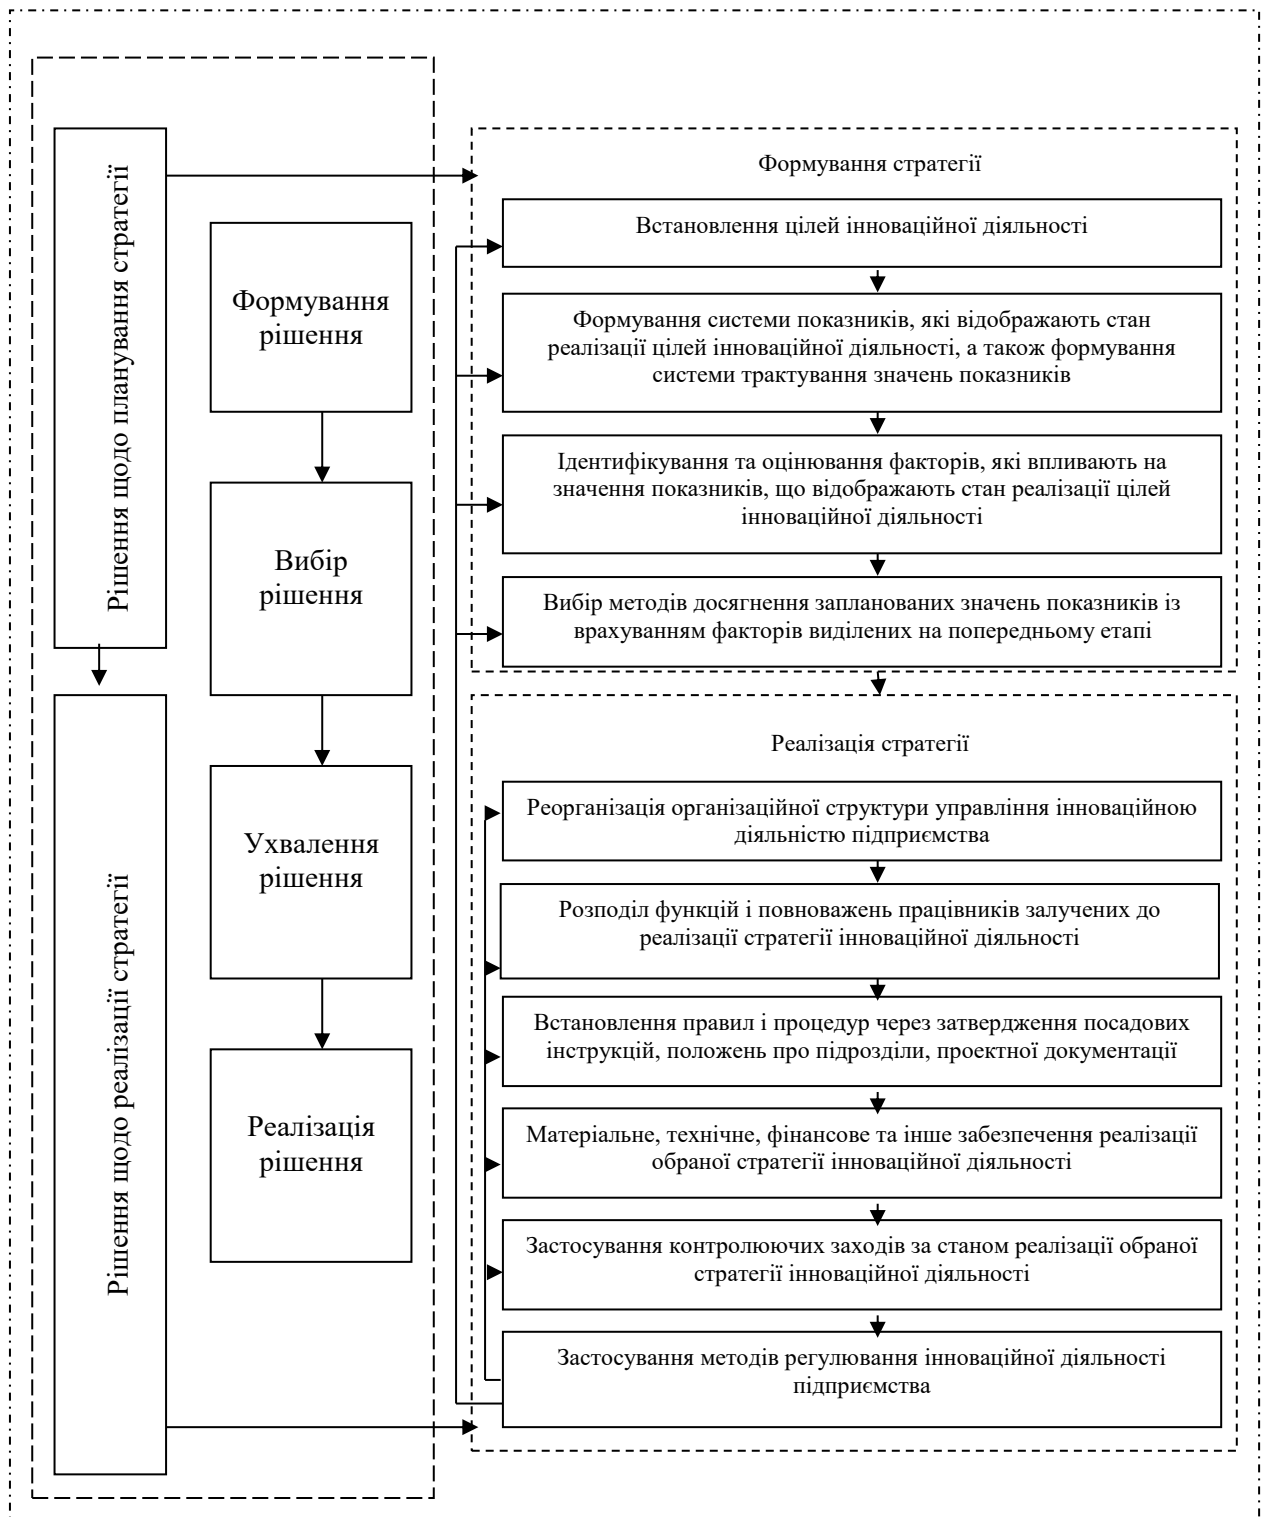 Рішення щодо планування стратегії
Рішення щодо реалізації стратегії
Формування
рішення
Вибір
рішення
Ухвалення
рішення
Реалізація
рішення
Формування стратегії
Встановлення цілей інноваційної діяльності
Формування системи показників, які відображають стан
реалізації цілей інноваційної діяльності, а також формування
системи трактування значень показників
Ідентифікування та оцінювання факторів, які впливають на
значення показників, що відображають стан реалізації цілей
інноваційної діяльності
Вибір методів досягнення запланованих значень показників із
врахуванням факторів виділених на попередньому етапі
Реалізація стратегії
Реорганізація організаційної структури управління інноваційною
діяльністю підприємства
Розподіл функцій і повноважень працівників залучених до
реалізації стратегії інноваційної діяльності
Встановлення правил і процедур через затвердження посадових
інструкцій, положень про підрозділи, проектної документації
Матеріальне, технічне, фінансове та інше забезпечення реалізації
обраної стратегії інноваційної діяльності
Застосування контролюючих заходів за станом реалізації обраної
стратегії інноваційної діяльності
Застосування методів регулювання інноваційної діяльності
підприємства